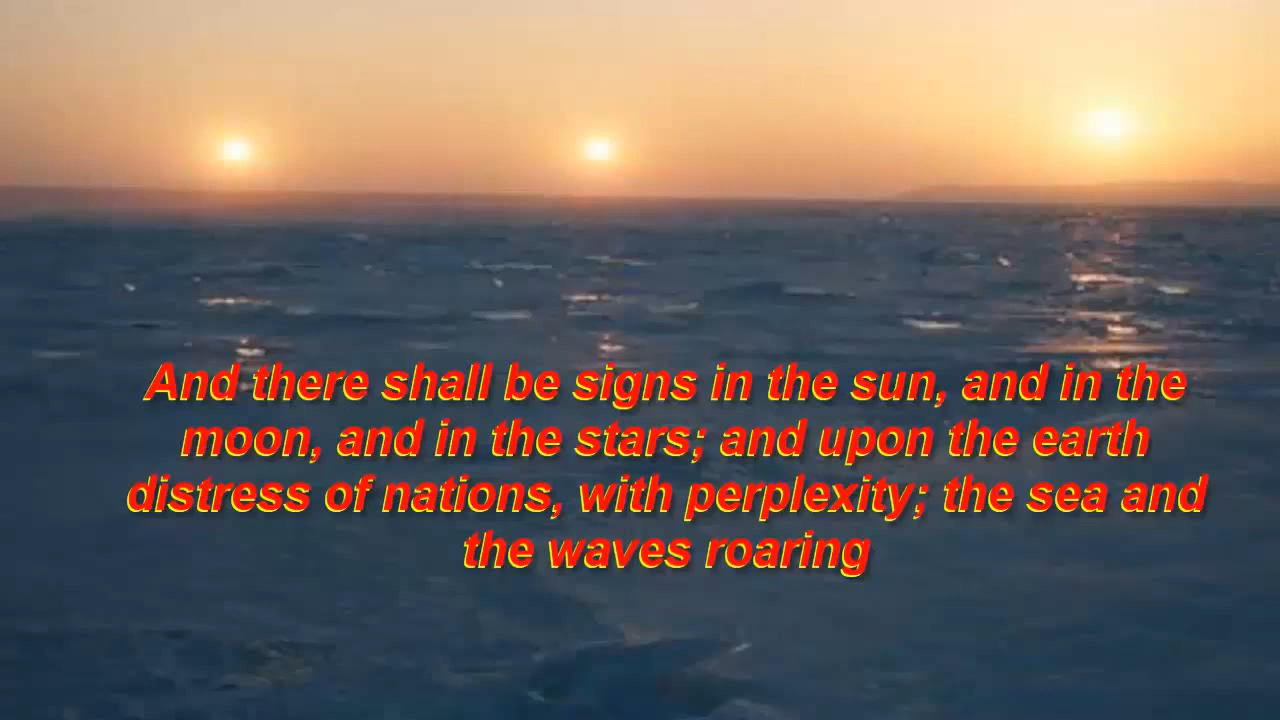 And there shall be signs in the sun, and in the
moon, and in the stars; and upon the earth
distress of nations, with perplexity; the sea and
the waves roaring